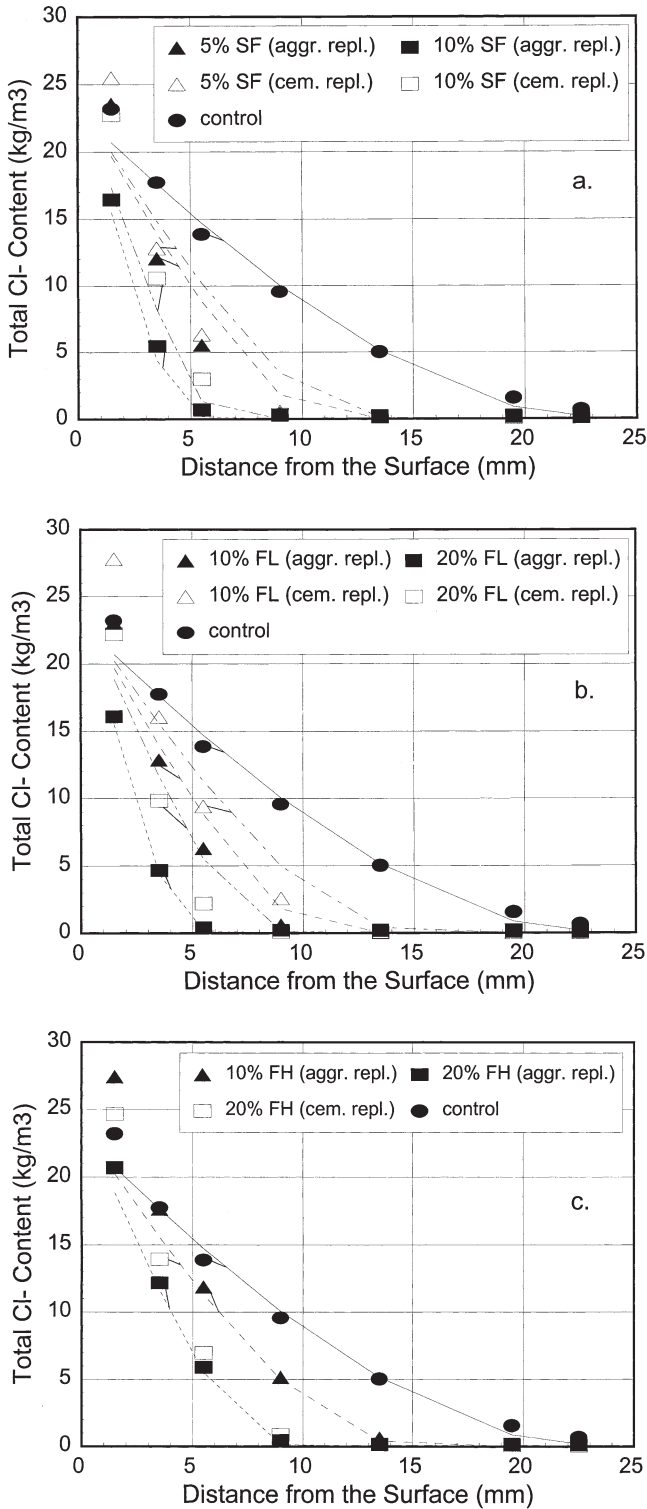 30
25
20
15
10
5
0
Total Cl- Content (kg/m3)
5% SF (aggr. repl.) 10% SF (aggr. repl.)
5% SF (cem. repl.) 10% SF (cem. repl.)
control
a.
0 5 10 15 20 25
Distance from the Surface (mm)
30
25
20
15
10
5
0
Total Cl- Content (kg/m3)
10% FL (aggr. repl.) 20% FL (aggr. repl.)
10% FL (cem. repl.) 20% FL (cem. repl.)
control
b.
0 5 10 15 20 25
Distance from the Surface (mm)
30
25
20
15
10
5
0
Total Cl- Content (kg/m3)
10% FH (aggr. repl.) 20% FH (aggr. repl.)
20% FH (cem. repl.) control
c.
0 5 10 15 20 25
Distance from the Surface (mm)